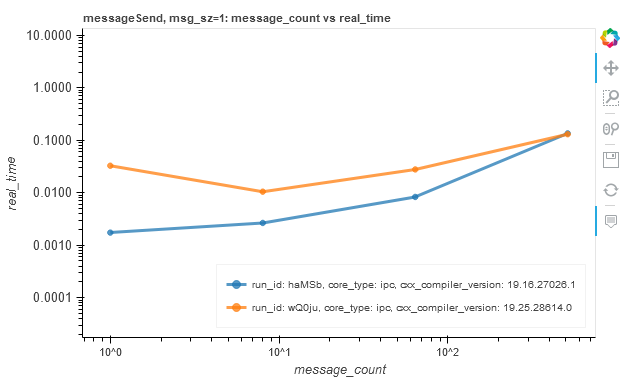 messageSend, msg_sz=1: message_count vs real_time
10.0000
1.0000
0.1000
0.0100
0.0010
0.0001
real_time
run_id: haMSb, core_type: ipc, cxx_compiler_version: 19.16.27026.1
run_id: wQ0ju, core_type: ipc, cxx_compiler_version: 19.25.28614.0
10^0
10^1
10^2
message_count